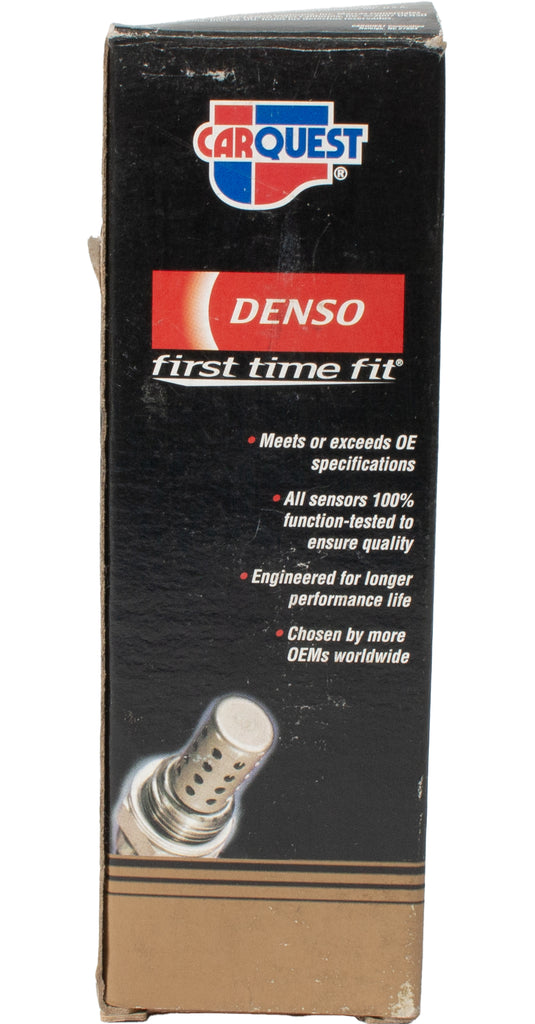 CARQUEST®
DENSO
first time fit®
• Meets or exceeds OE
specifications
• All sensors 100%
function-tested to
ensure quality
• Engineered for longer
performance life
• Chosen by more
OEMs worldwide